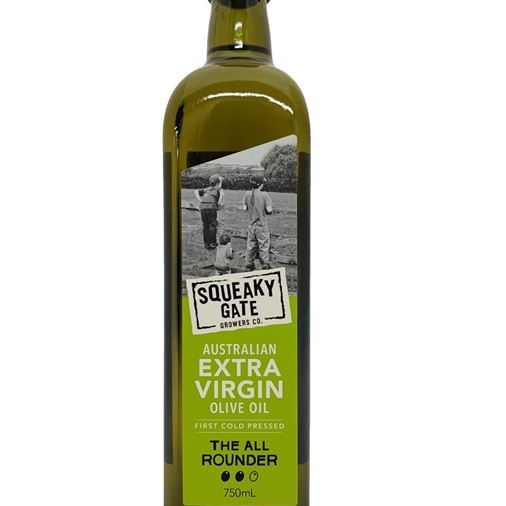 SQUEAKY
GATE
GROWERS CO.
AUSTRALIAN
EXTRA
VIRGIN
OLIVE OIL
FIRST COLD PRESSED
THE ALL
ROUNDER
750mL